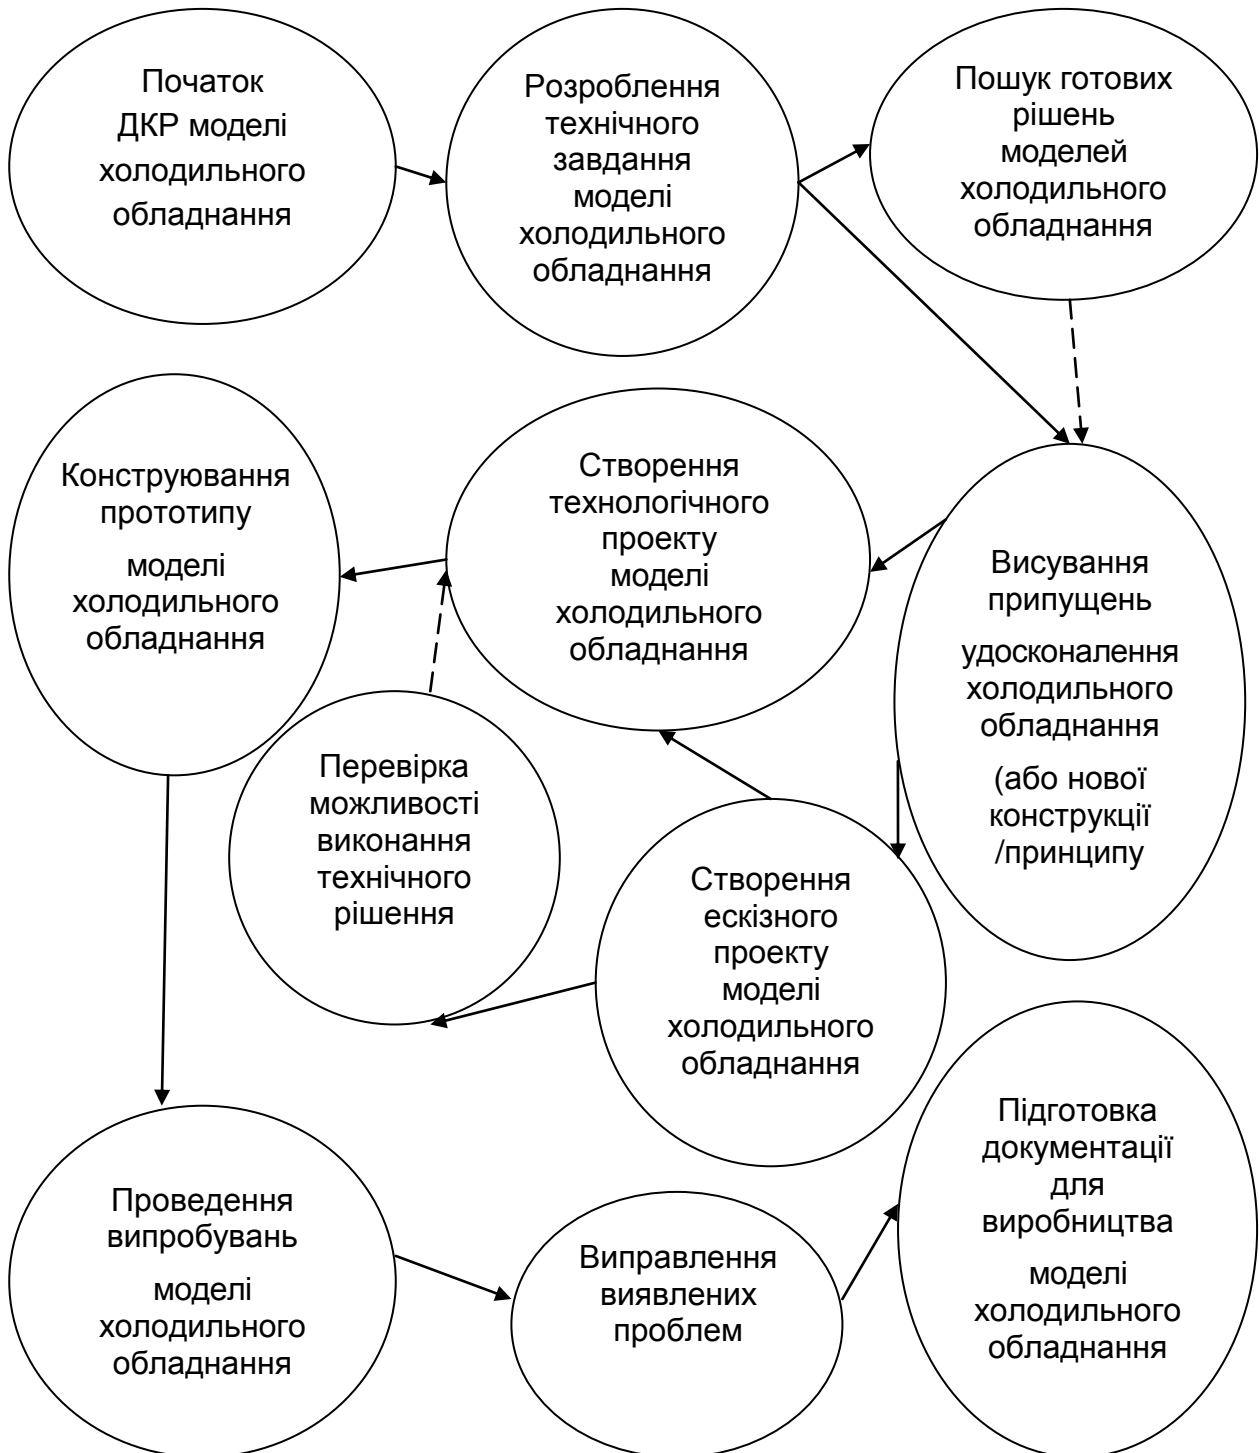 Початок
ДКР моделі
холодильного
обладнання
Розроблення
технічного
завдання
моделі
холодильного
обладнання
Пошук готових
рішень
моделей
холодильного
обладнання
Конструювання
прототипу
моделі
холодильного
обладнання
Створення
технологічного
проекту
моделі
холодильного
обладнання
Висування
припущень
удосконалення
холодильного
обладнання
(або нової
конструкції
/принципу
Перевірка
можливості
виконання
технічного
рішення
Створення
ескізного
проекту
моделі
холодильного
обладнання
Проведення
випробувань
моделі
холодильного
обладнання
Виправлення
виявлених
проблем
Підготовка
документації
для
виробництва
моделі
холодильного
обладнання